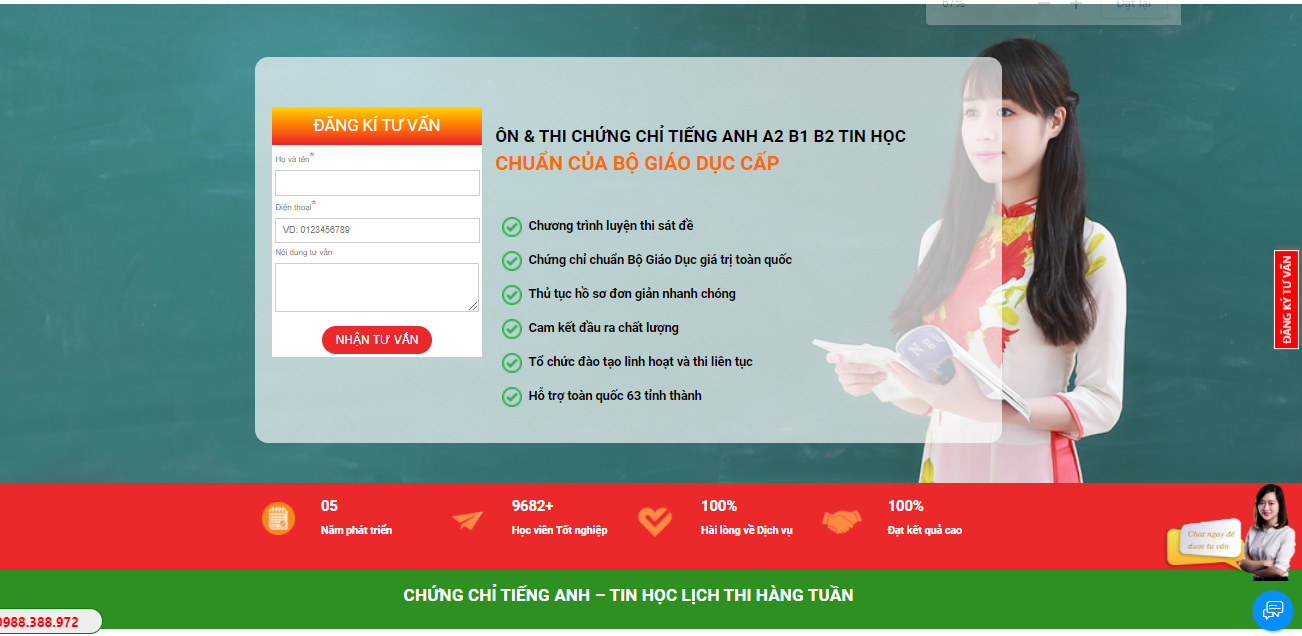 67%
Đặt lại
ĐĂNG KÍ TƯ VẤN
Họ và tên*
Điện thoại*
VD: 0123456789
Nội dung tư vấn
NHẬN TƯ VẤN
ÔN & THI CHỨNG CHỈ TIẾNG ANH A2 B1 B2 TIN HỌC
CHUẨN CỦA BỘ GIÁO DỤC CẤP
Chương trình luyện thi sát đề
Chứng chỉ chuẩn Bộ Giáo Dục giá trị toàn quốc
Thủ tục hồ sơ đơn giản nhanh chóng
Cam kết đầu ra chất lượng
Tổ chức đào tạo linh hoạt và thi liên tục
Hỗ trợ toàn quốc 63 tỉnh thành
ĐĂNG KÝ TƯ VẤN
05
Năm phát triển
9682+
Học viên Tốt nghiệp
100%
Hài lòng về Dịch vụ
100%
Đạt kết quả cao
Chat ngay để
được tư vấn
CHỨNG CHỈ TIẾNG ANH – TIN HỌC LỊCH THI HÀNG TUẦN
0988.388.972